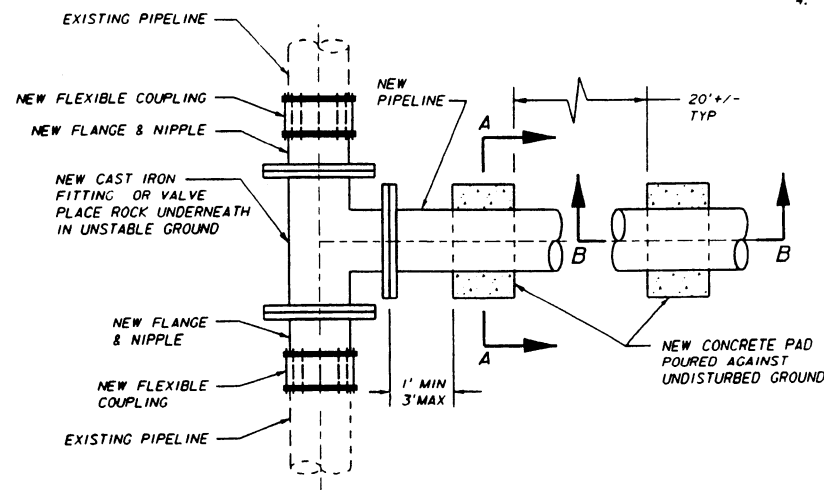 4.
EXISTING PIPELINE
NEW FLEXIBLE COUPLING
NEW FLANGE & NIPPLE
NEW CAST IRON
FITTING OR VALVE
PLACE ROCK UNDERNEATH
IN UNSTABLE GROUND
NEW FLANGE
& NIPPLE
NEW FLEXIBLE
COUPLING
EXISTING PIPELINE
NEW
PIPELINE
A
20'+/-
TYP
B
B
A
1' MIN
3'MAX
NEW CONCRETE PAD
POURED AGAINST
UNDISTURBED GROUND